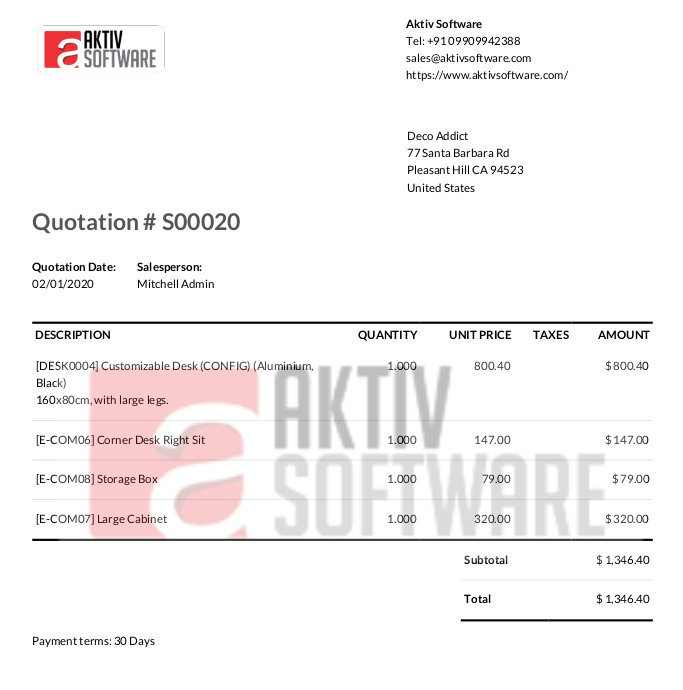 AKTIV
SOFTWARE
Aktiv Software
Tel: +91 09909942388
sales@aktivsoftware.com
https://www.aktivsoftware.com/
Deco Addict
77 Santa Barbara Rd
Pleasant Hill CA 94523
United States
Quotation # S00020
Quotation Date: Salesperson:
02/01/2020 Mitchell Admin
DESCRIPTION QUANTITY UNIT PRICE TAXES AMOUNT
[DESK0004] Customizable Desk (CONFIG) (Aluminium, 1.000 800.40 $ 800.40
Black)
160x80cm, with large legs.
[E-COM06] Corner Desk Right Sit 1.000 147.00 $ 147.00
[E-COM08] Storage Box 1.000 79.00 $ 79.00
[E-COM07] Large Cabinet 1.000 320.00 $ 320.00
AKTIV
SOFTWARE
Subtotal $ 1,346.40
Total $ 1,346.40
Payment terms: 30 Days